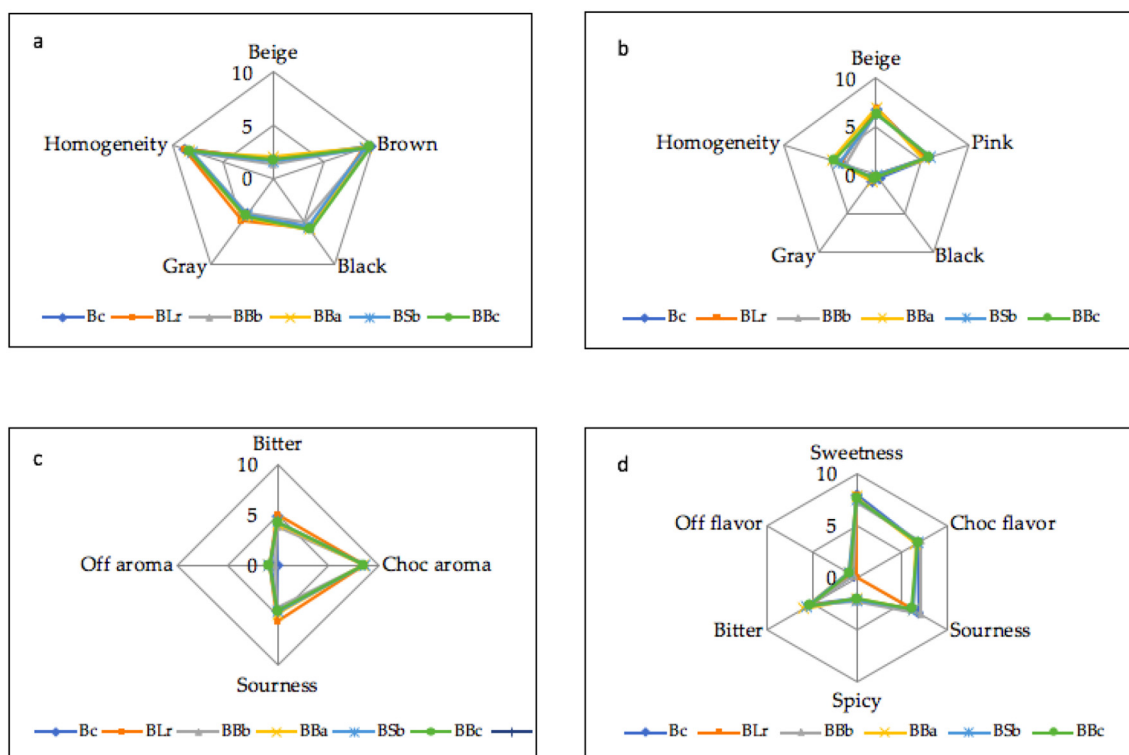 a
Beige
10
5
0
Homogeneity
Brown
Gray
Black
Bc BLr BBb BBa BSb BBc
b
Beige
10
5
0
Homogeneity
Pink
Gray
Black
Bc BLr BBb BBa BSb BBc
c
Bitter
10
5
0
Off aroma
Choc aroma
Sourness
Bc BLr BBb BBa BSb BBc
d
Sweetness
10
5
0
Off flavor
Choc flavor
Bitter
Sourness
Spicy
Bc BLr BBb BBa BSb BBc